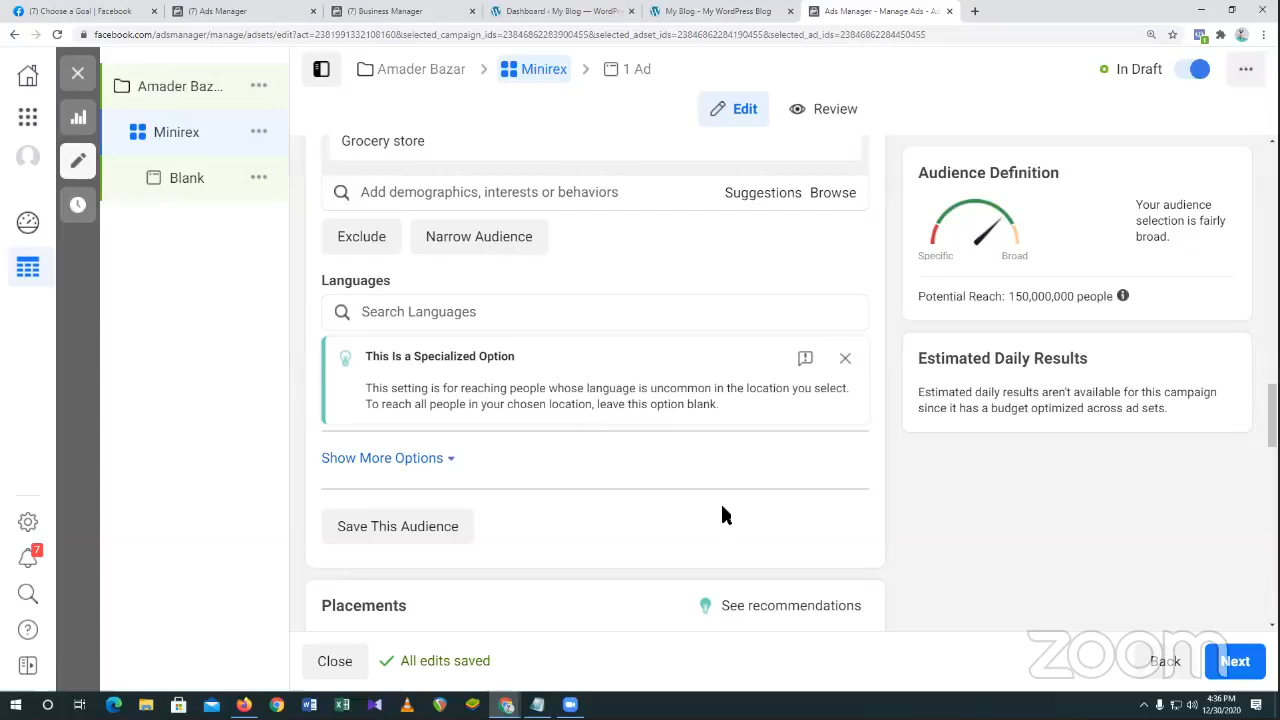 (7) Choose a Goal | Facebook
(7) Ads Manager
(7) Business Manager
Dashboard ‹ My Blog — WordPre
My Blog – My WordPress Blog
Ads Manager - Manage Ads - Ad
facebook.com/adsmanager/manage/assets/edit?act=2381991332108160&selected_campaign_ids=23846862283900455&selected_adset_ids=23846862284190455&selected_ad_ids=23846862284450455
Amader Baz...
Minirex
Blank
Amader Bazar
Minirex
1 Ad
In Draft
Edit
Review
Grocery store
Add demographics, interests or behaviors
Suggestions Browse
Exclude
Narrow Audience
Languages
Search Languages
This Is a Specialized Option
This setting is for reaching people whose language is uncommon in the location you select.
To reach all people in your chosen location, leave this option blank.
Show More Options
Save This Audience
Placements
See recommendations
Audience Definition
Specific
Broad
Your audience
selection is fairly
broad.
Potential Reach: 150,000,000 people
Estimated Daily Results
Estimated daily results aren't available for this campaign
since it has a budget optimized across ad sets.
7
Close
All edits saved
Back
Next
zoom
4:36 PM
12/30/2020